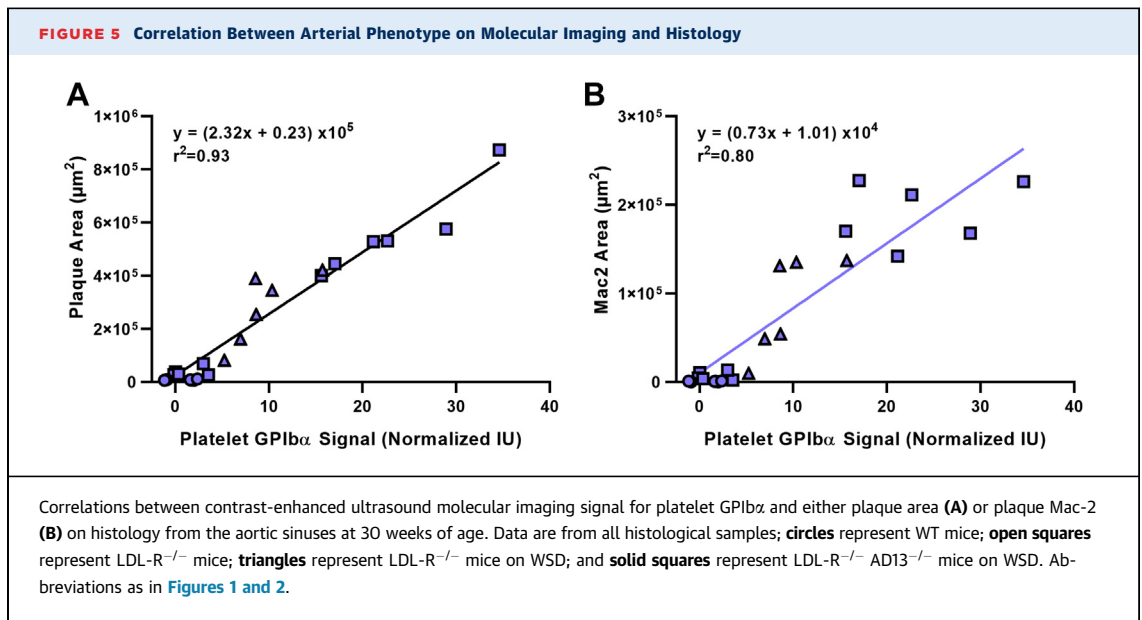 FIGURE 5 Correlation Between Arterial Phenotype on Molecular Imaging and Histology
A
B
1×10⁶
8×10⁵
6×10⁵
4×10⁵
2×10⁵
0
Plaque Area (µm²)
y = (2.32x + 0.23) x10⁵
r²=0.93
0 10 20 30 40
Platelet GPIbα Signal (Normalized IU)
3×10⁵
2×10⁵
1×10⁵
0
Mac2 Area (µm²)
y = (0.73x + 1.01) x10⁴
r²=0.80
0 10 20 30 40
Platelet GPIbα Signal (Normalized IU)
Correlations between contrast-enhanced ultrasound molecular imaging signal for platelet GPIbα and either plaque area (A) or plaque Mac-2
(B) on histology from the aortic sinuses at 30 weeks of age. Data are from all histological samples; circles represent WT mice; open squares
represent LDL-R⁻/⁻ mice; triangles represent LDL-R⁻/⁻ mice on WSD; and solid squares represent LDL-R⁻/⁻ AD13⁻/⁻ mice on WSD. Ab-
breviations as in Figures 1 and 2.